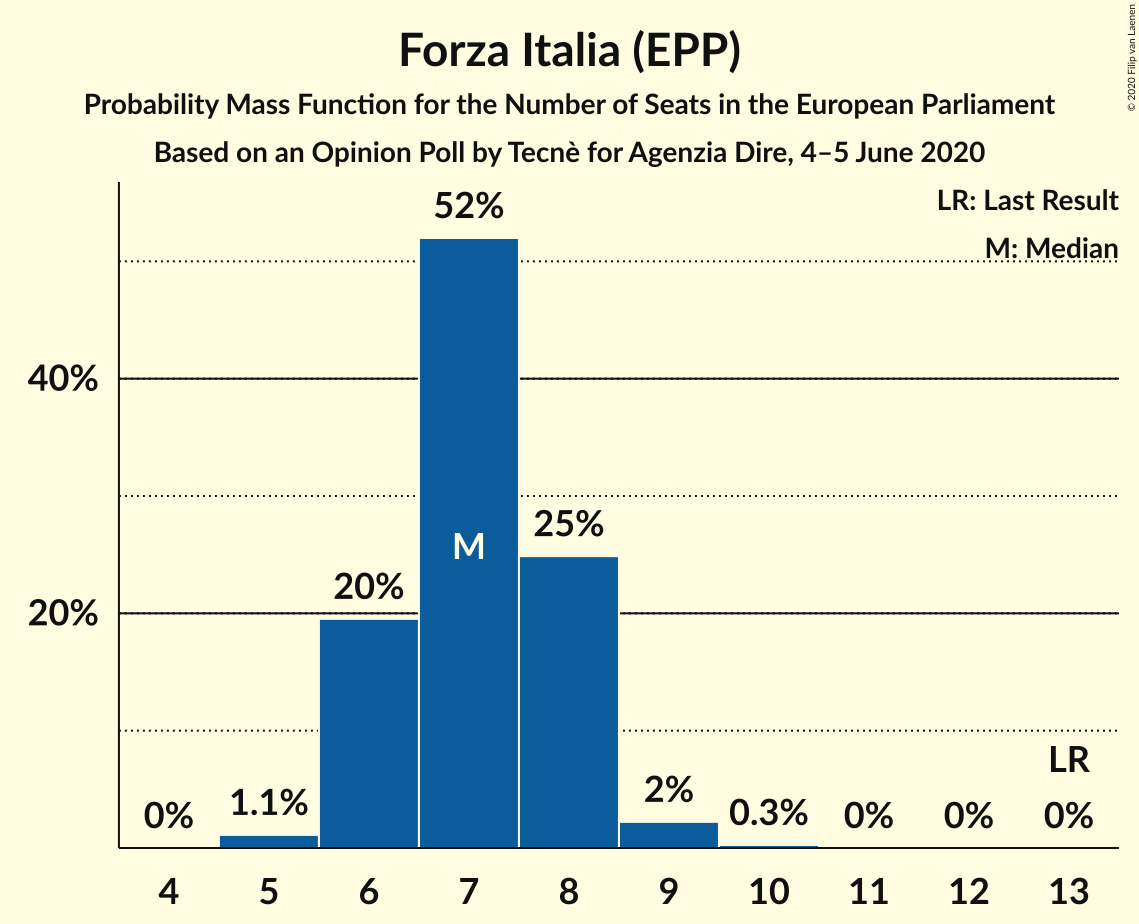 Forza Italia (EPP)
Probability Mass Function for the Number of Seats in the European Parliament
Based on an Opinion Poll by Tecnè for Agenzia Dire, 4–5 June 2020
© 2020 Filip van Laenen
LR: Last Result
M: Median
52%
40%
25%
M
20%
20%
LR
0%
1.1%
2%
0.3%
0%
0%
0%
4 5 6 7 8 9 10 11 12 13